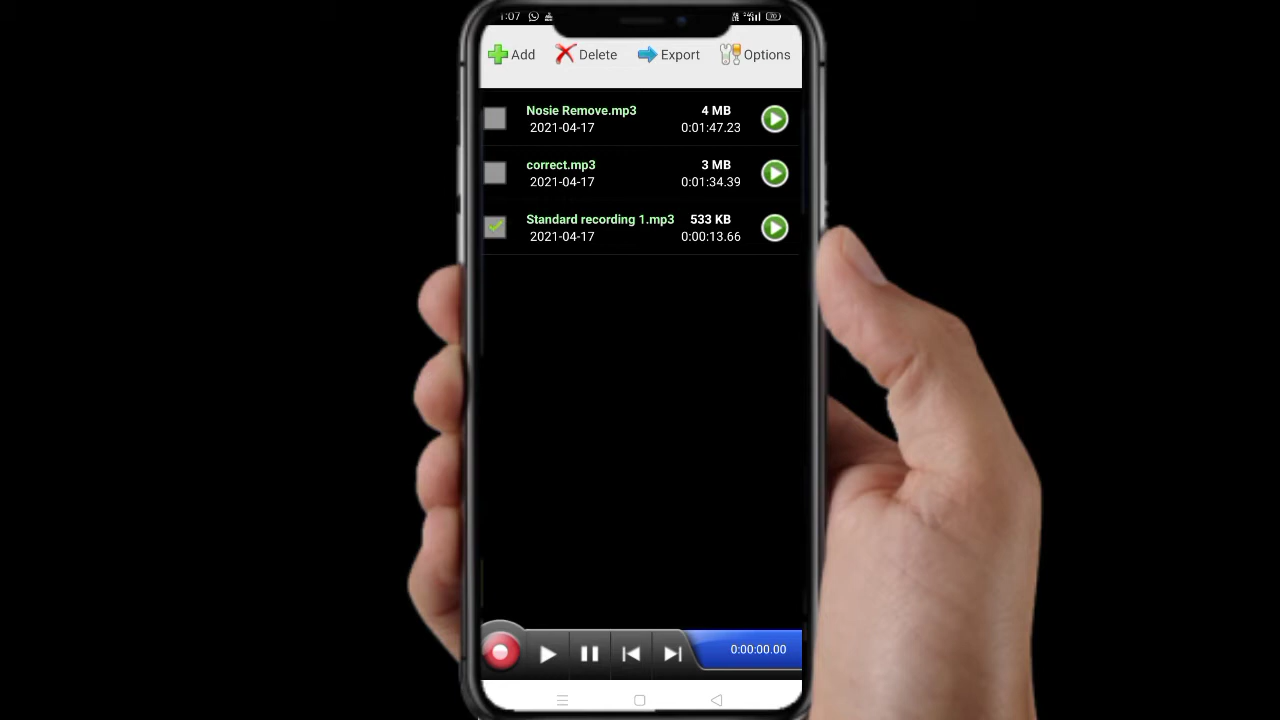 1:07
70
Add Delete Export Options
Nosie Remove.mp3 4 MB
2021-04-17 0:01:47.23
correct.mp3 3 MB
2021-04-17 0:01:34.39
Standard recording 1.mp3 533 KB
2021-04-17 0:00:13.66
0:00:00.00